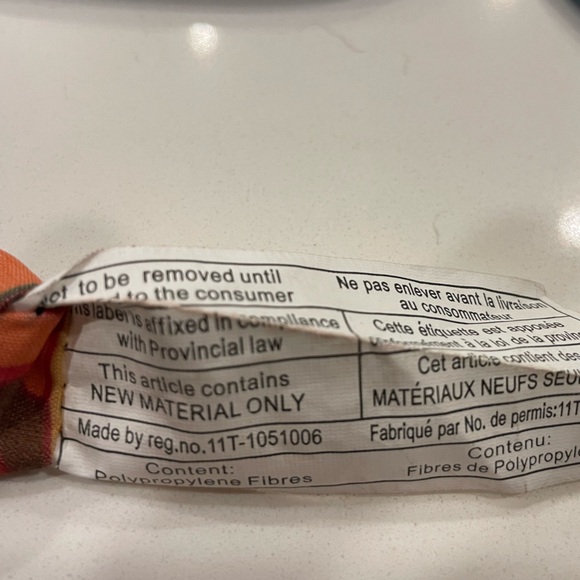 to be removed until
to the consumer
Ne pas enlever avant la livraison
au consommateur
label is affixed in compliance
with Provincial law
Cette étiquette est apposée
à la loi de la
This article contains
NEW MATERIAL ONLY
Cet article contient des
MATÉRIAUX NEUFS
Made by reg.no.11T-1051006
Fabriqué par No. de permis:11T
Content:
Polypropylene Fibres
Contenu:
Fibres de